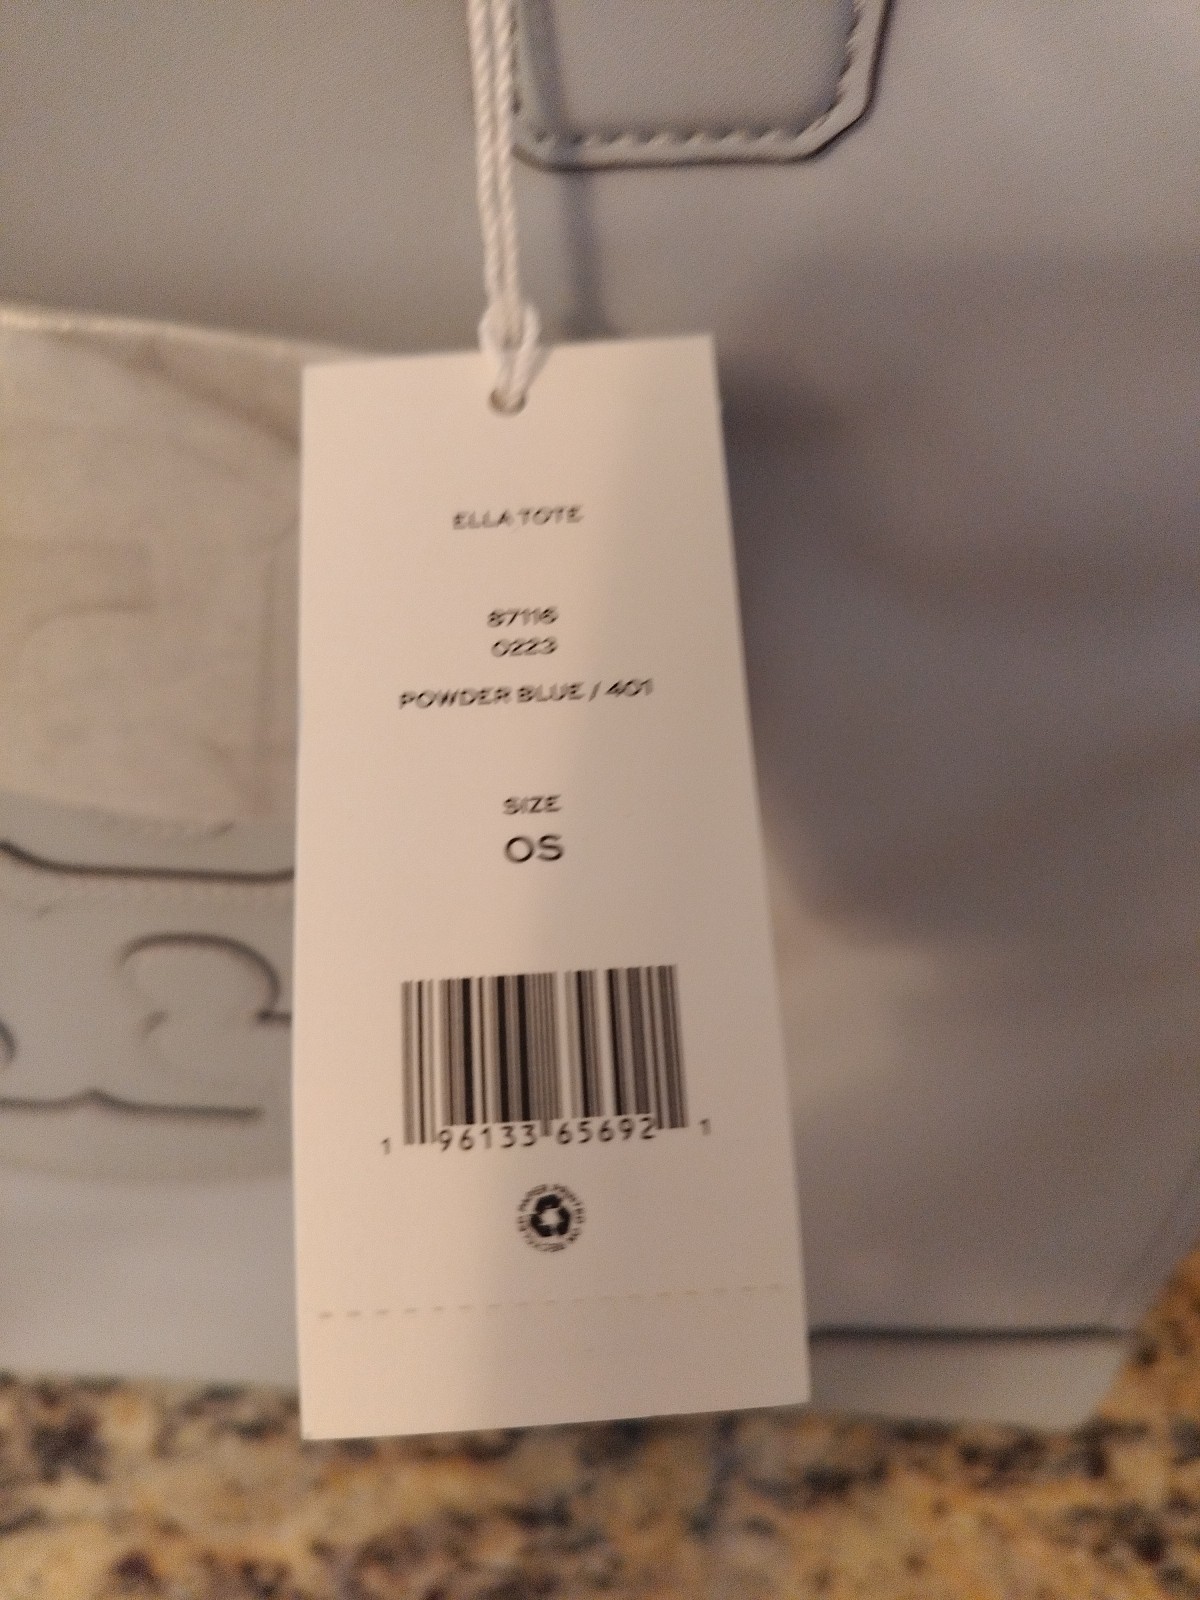 ELLA TOTE
87116
0223
POWDER BLUE / 401
SIZE
OS
1 96133 65692 1